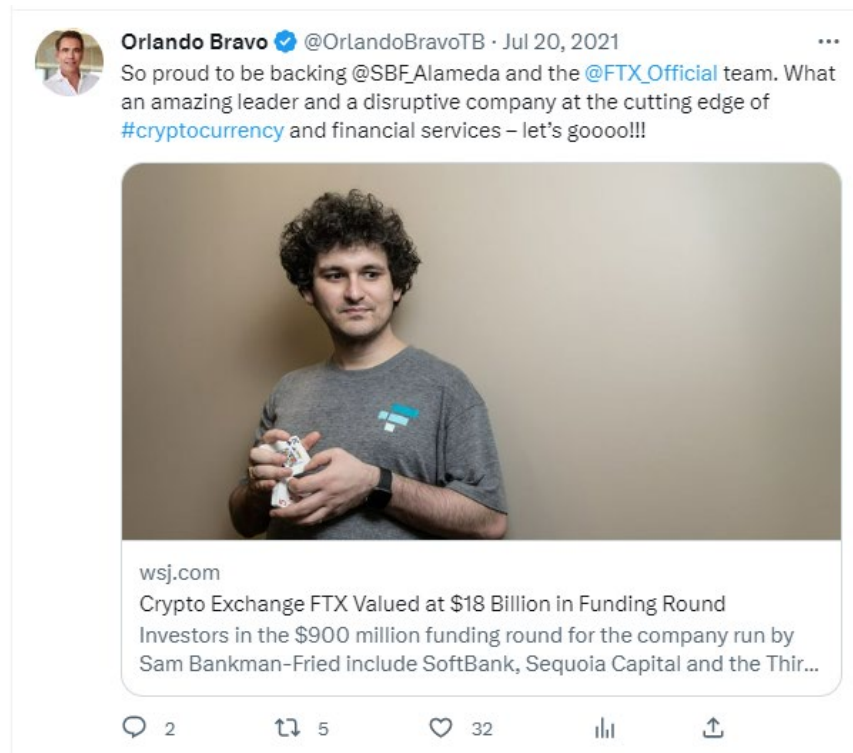 Orlando Bravo @OrlandoBravoTB · Jul 20, 2021
So proud to be backing @SBF_Alameda and the @FTX_Official team. What
an amazing leader and a disruptive company at the cutting edge of
#cryptocurrency and financial services – let's goooo!!!
wsj.com
Crypto Exchange FTX Valued at $18 Billion in Funding Round
Investors in the $900 million funding round for the company run by
Sam Bankman-Fried include SoftBank, Sequoia Capital and the Thir...
2 5 32